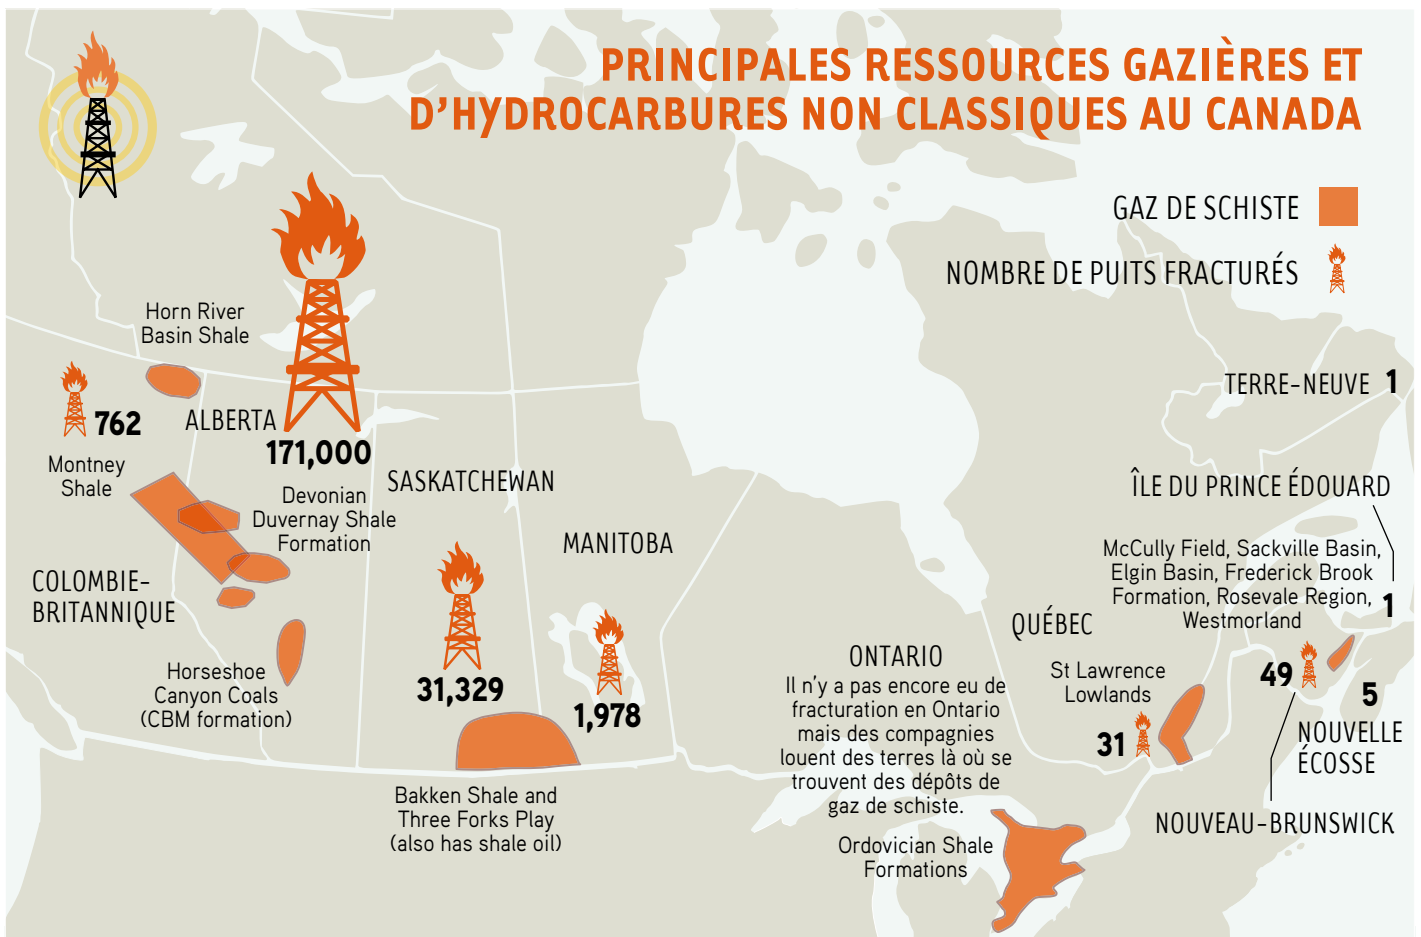 PRINCIPALES RESSOURCES GAZIÈRES ET
D'HYDROCARBURES NON CLASSIQUES AU CANADA
GAZ DE SCHISTE
NOMBRE DE PUITS FRACTURÉS
Horn River
Basin Shale
762
ALBERTA
171,000
Montney
Shale
Devonian
Duvernay Shale
Formation
SASKATCHEWAN
MANITOBA
COLOMBIE-
BRITANNIQUE
Horseshoe
Canyon Coals
(CBM formation)
31,329
1,978
Bakken Shale and
Three Forks Play
(also has shale oil)
ONTARIO
Il n'y a pas encore eu de
fracturation en Ontario
mais des compagnies
louent des terres là où se
trouvent des dépôts de
gaz de schiste.
Ordovician Shale
Formations
QUÉBEC
St Lawrence
Lowlands
31
TERRE-NEUVE 1
ÎLE DU PRINCE ÉDOUARD
1
McCully Field, Sackville Basin,
Elgin Basin, Frederick Brook
Formation, Rosevale Region,
Westmorland
49
5
NOUVELLE
ÉCOSSE
NOUVEAU-BRUNSWICK